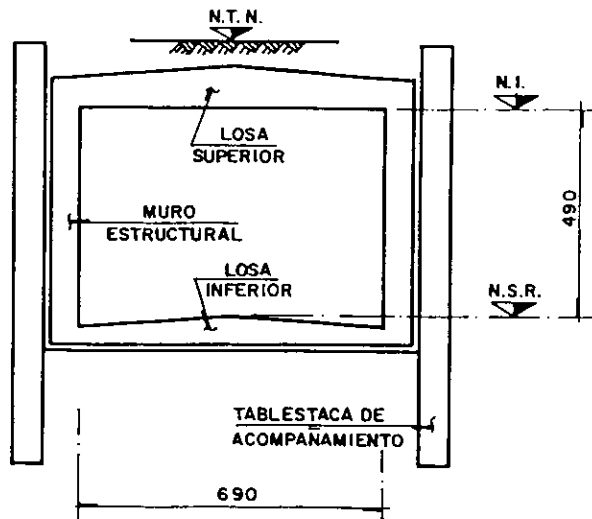 N.T.N.
N.I.
LOSA
SUPERIOR
490
MURO
ESTRUCTURAL
LOSA
INFERIOR
N.S.R.
TABLESTACA DE
ACOMPAÑAMIENTO
690